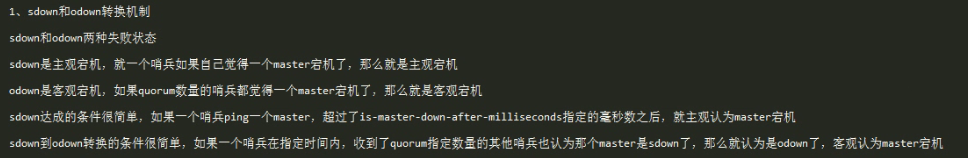 1、sdown和odown转换机制
sdown和odown两种失败状态
sdown是主观宕机，就一个哨兵如果自己觉得一个master宕机了，那么就是主观宕机
odown是客观宕机，如果quorum数量的哨兵都觉得一个master宕机了，那么就是客观宕机
sdown达成的条件很简单，如果一个哨兵ping一个master，超过了is-master-down-after-milliseconds指定的毫秒数之后，就主观认为master宕机
sdown到odown转换的条件很简单，如果一个哨兵在指定时间内，收到了quorum指定数量的其他哨兵也认为那个master是sdown了，那么就认为是odown了，客观认为master宕机